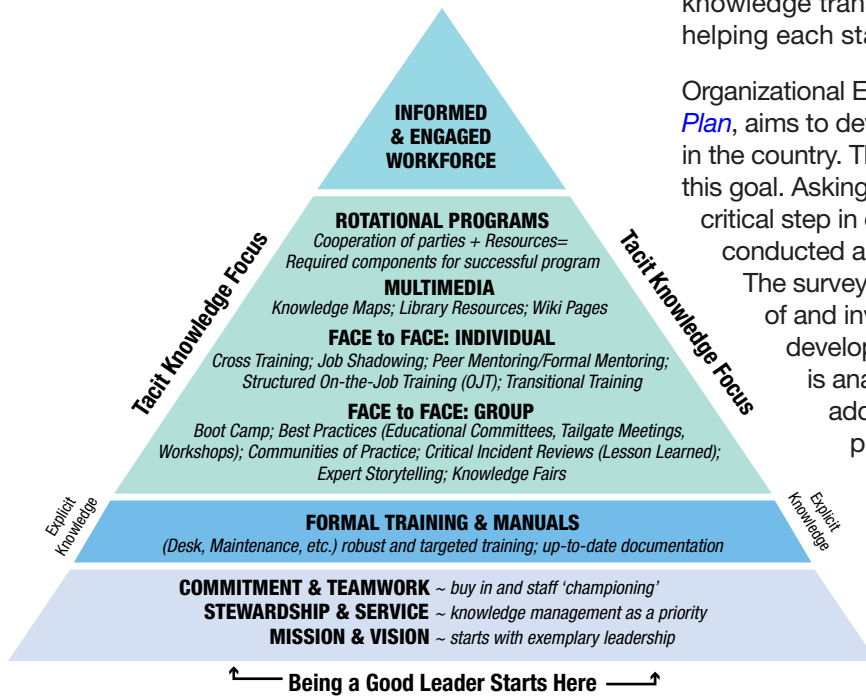 knowledge
helping each
Organizational
Plan, aims to
in the country.
this goal. Asking
critical step in
conducted
The survey
of and
is
INFORMED
& ENGAGED
WORKFORCE
Tacit Knowledge Focus
Tacit Knowledge Focus
ROTATIONAL PROGRAMS
Cooperation of parties + Resources=
Required components for successful program
MULTIMEDIA
Knowledge Maps; Library Resources; Wiki Pages
FACE to FACE: INDIVIDUAL
Cross Training; Job Shadowing; Peer Mentoring/Formal Mentoring;
Structured On-the-Job Training (OJT); Transitional Training
FACE to FACE: GROUP
Boot Camp; Best Practices (Educational Committees, Tailgate Meetings,
Workshops); Communities of Practice; Critical Incident Reviews (Lesson Learned);
Expert Storytelling; Knowledge Fairs
Explicit
Knowledge
Explicit
Knowledge
FORMAL TRAINING & MANUALS
(Desk, Maintenance, etc.) robust and targeted training; up-to-date documentation
COMMITMENT & TEAMWORK ~ buy in and staff ‘championing’
STEWARDSHIP & SERVICE ~ knowledge management as a priority
MISSION & VISION ~ starts with exemplary leadership
Being a Good Leader Starts Here